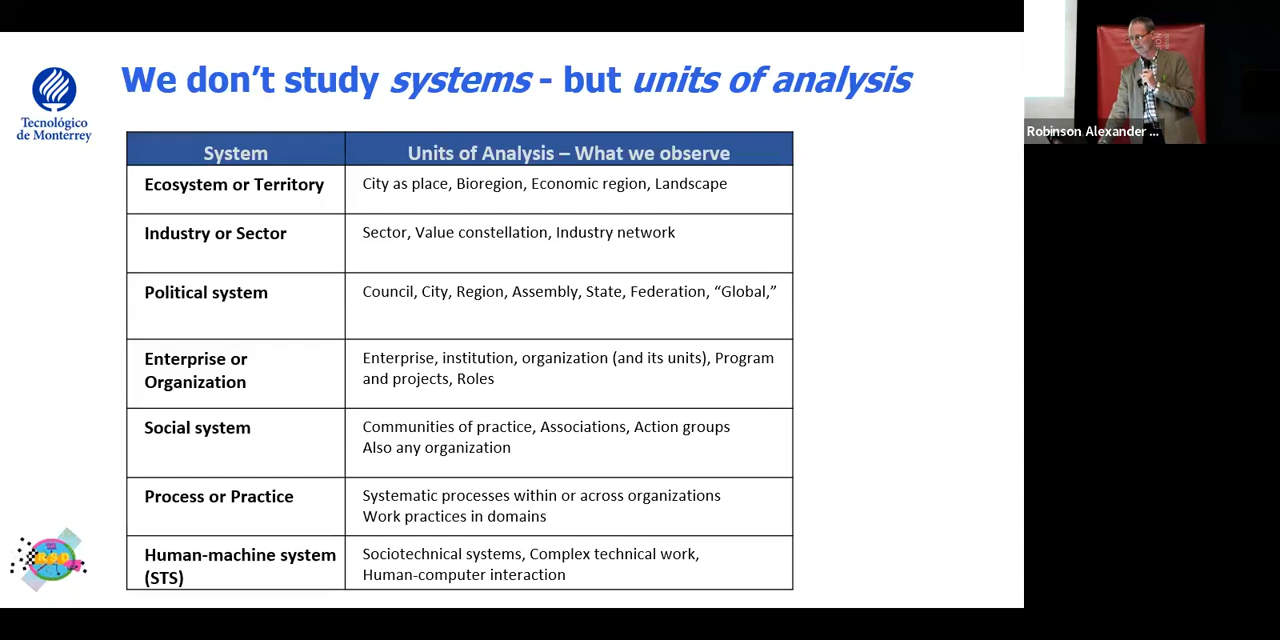 We don't study systems - but units of analysis
Tecnológico
de Monterrey
System
Units of Analysis – What we observe
Ecosystem or Territory
City as place, Bioregion, Economic region, Landscape
Industry or Sector
Sector, Value constellation, Industry network
Political system
Council, City, Region, Assembly, State, Federation, “Global,”
Enterprise or
Organization
Enterprise, institution, organization (and its units), Program
and projects, Roles
Social system
Communities of practice, Associations, Action groups
Also any organization
Process or Practice
Systematic processes within or across organizations
Work practices in domains
Human-machine system
(STS)
Sociotechnical systems, Complex technical work,
Human-computer interaction
Robinson Alexander ...